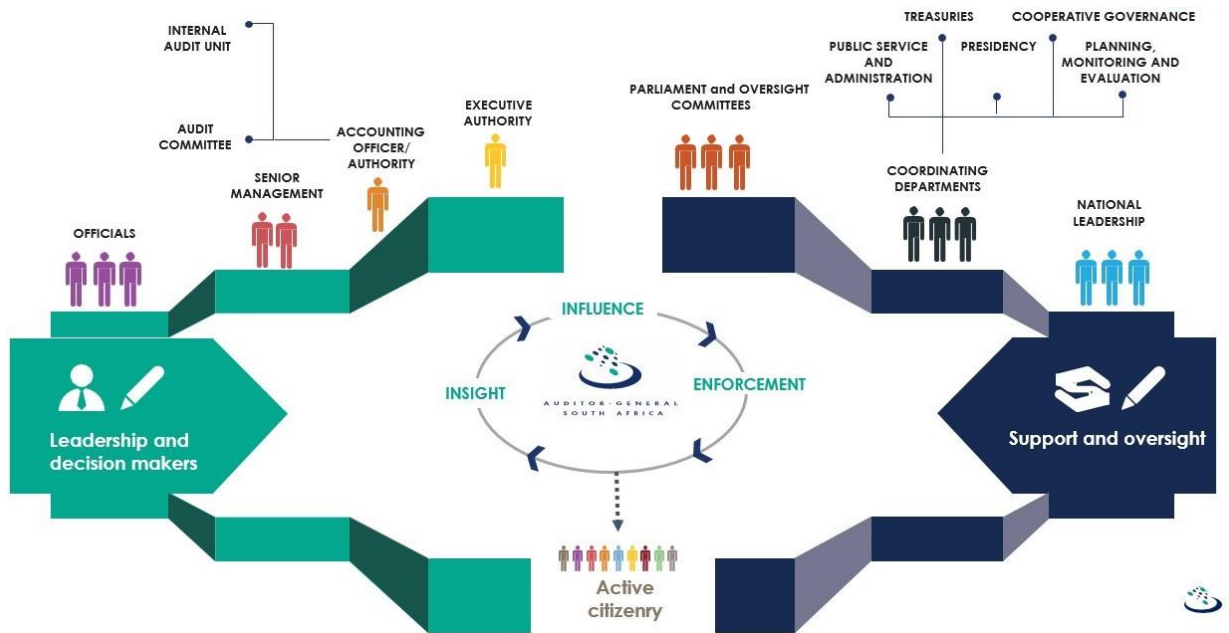 INTERNAL
AUDIT UNIT
AUDIT
COMMITTEE
ACCOUNTING
OFFICER/
AUTHORITY
EXECUTIVE
AUTHORITY
SENIOR
MANAGEMENT
OFFICIALS
TREASURIES
COOPERATIVE GOVERNANCE
PUBLIC SERVICE
AND
ADMINISTRATION
PRESIDENCY
PLANNING,
MONITORING AND
EVALUATION
PARLIAMENT and OVERSIGHT
COMMITTEES
COORDINATING
DEPARTMENTS
NATIONAL
LEADERSHIP
INFLUENCE
INSIGHT
ENFORCEMENT
AUDITOR-GENERAL
SOUTH AFRICA
Leadership and
decision makers
Support and oversight
Active
citizenry